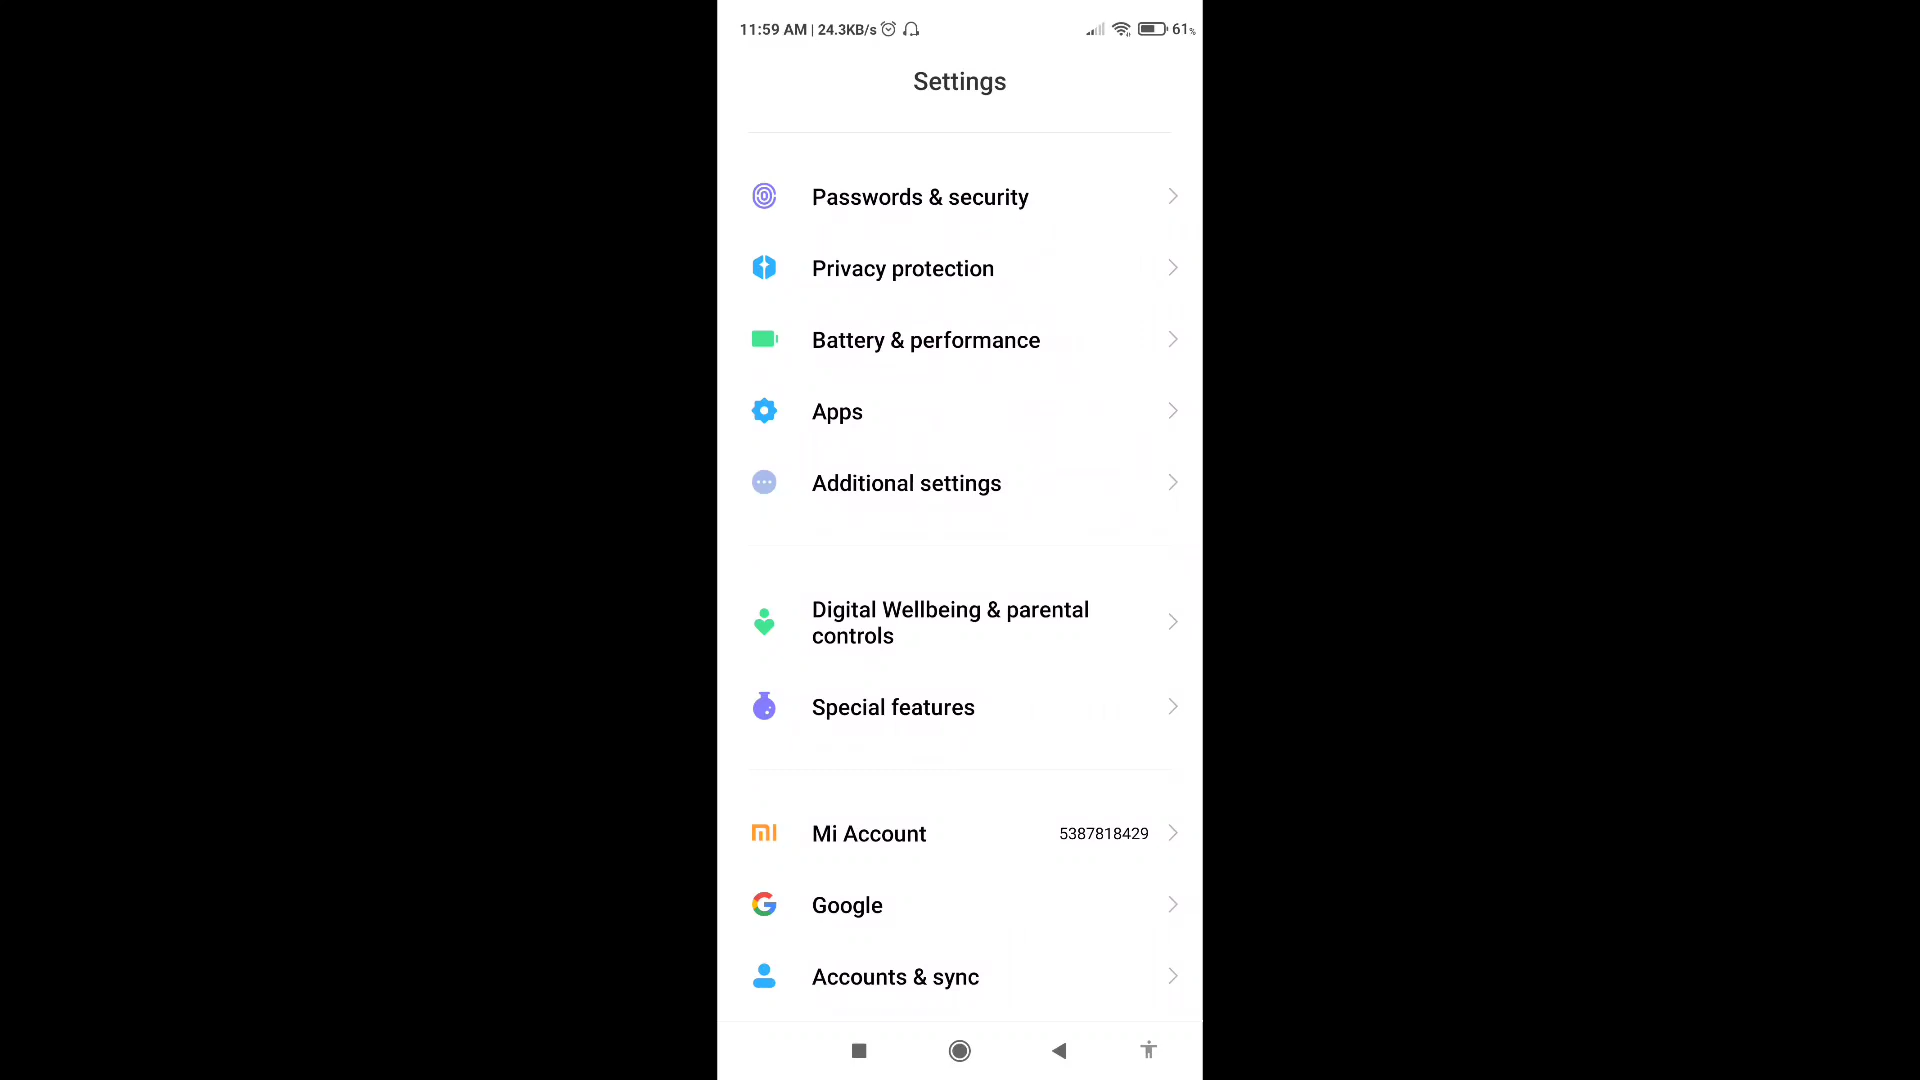 11:59 AM | 24.3KB/s 61%
Settings
Passwords & security
Privacy protection
Battery & performance
Apps
Additional settings
Digital Wellbeing & parental
controls
Special features
Mi Account 5387818429
Google
Accounts & sync